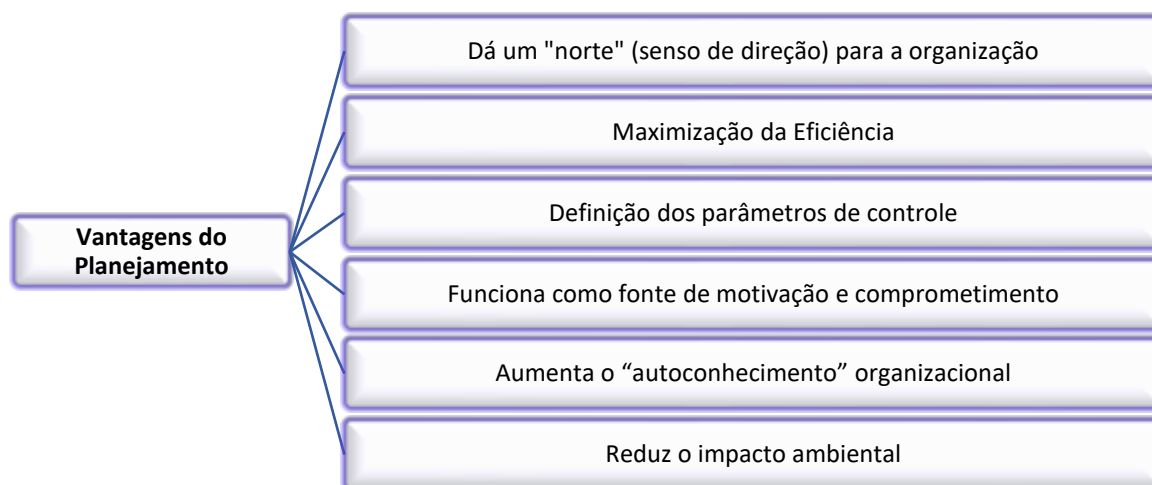 Dá um "norte" (senso de direção) para a organização
Maximização da Eficiência
Definição dos parâmetros de controle
Vantagens do
Planejamento
Funciona como fonte de motivação e comprometimento
Aumenta o “autoconhecimento” organizacional
Reduz o impacto ambiental